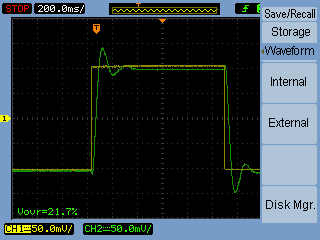 STOP 200.0ms/ T f
Save/Recall
Storage
Waveform
T
Internal
External
1
Disk Mgr.
Vovr=21.7%
CH1 50.0mV/ CH2 50.0mV/